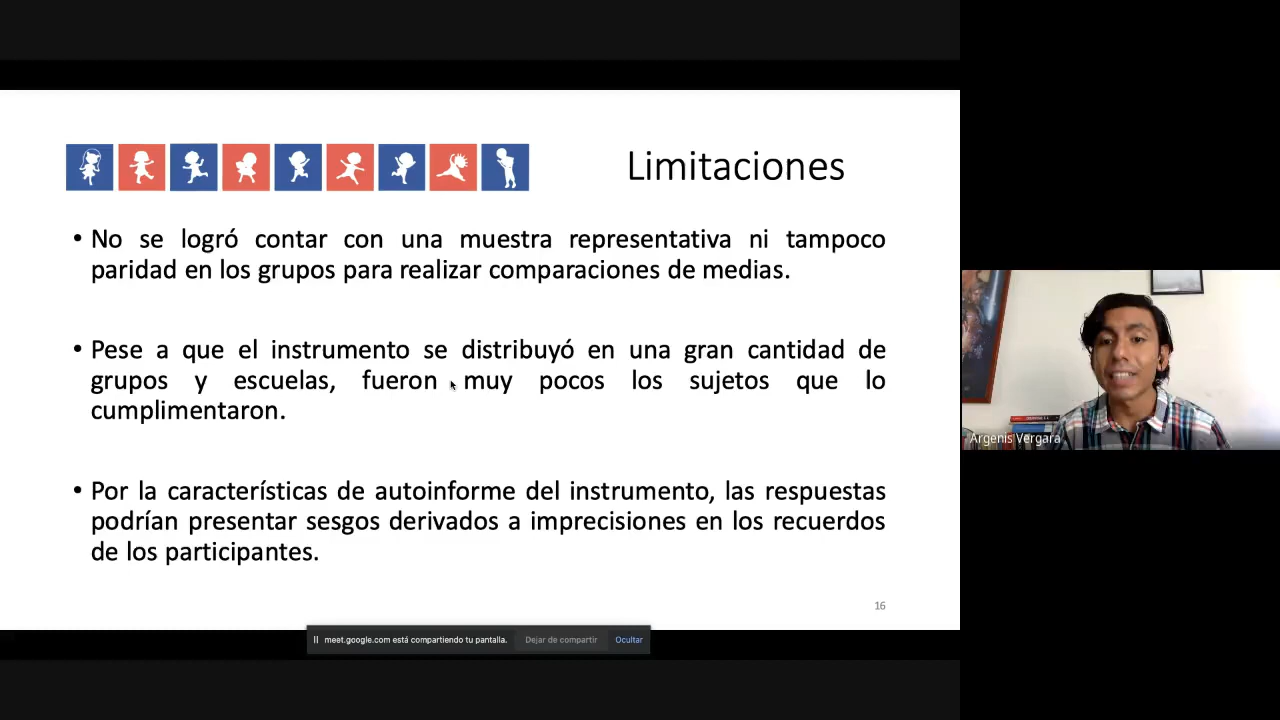 Limitaciones
• No se logró contar con una muestra representativa ni tampoco
paridad en los grupos para realizar comparaciones de medias.
• Pese a que el instrumento se distribuyó en una gran cantidad de
grupos y escuelas, fueron muy pocos los sujetos que lo
cumplimentaron.
• Por la características de autoinforme del instrumento, las respuestas
podrían presentar sesgos derivados a imprecisiones en los recuerdos
de los participantes.
16
meet.google.com está compartiendo tu pantalla. Dejar de compartir Ocultar
Argenis Vergara